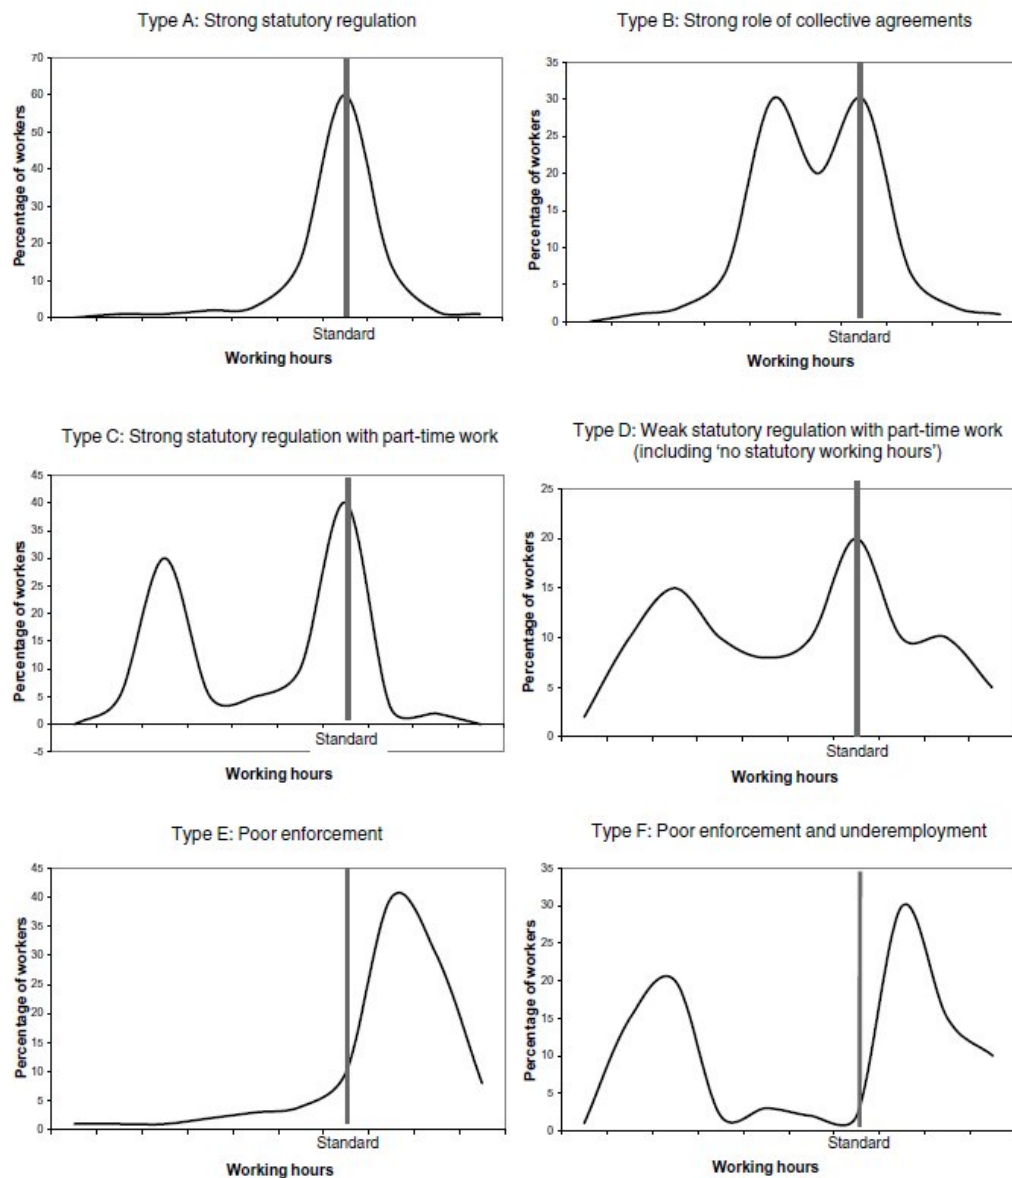 Type A: Strong statutory regulation
Percentage of workers
70
60
50
40
30
20
10
0
Standard
Working hours
Type B: Strong role of collective agreements
Percentage of workers
35
30
25
20
15
10
5
0
Standard
Working hours
Type C: Strong statutory regulation with part-time work
Percentage of workers
45
40
35
30
25
20
15
10
5
0
-5
Standard
Working hours
Type D: Weak statutory regulation with part-time work
(including ‘no statutory working hours’)
Percentage of workers
25
20
15
10
5
0
Standard
Working hours
Type E: Poor enforcement
Percentage of workers
45
40
35
30
25
20
15
10
5
0
Standard
Working hours
Type F: Poor enforcement and underemployment
Percentage of workers
35
30
25
20
15
10
5
0
Standard
Working hours